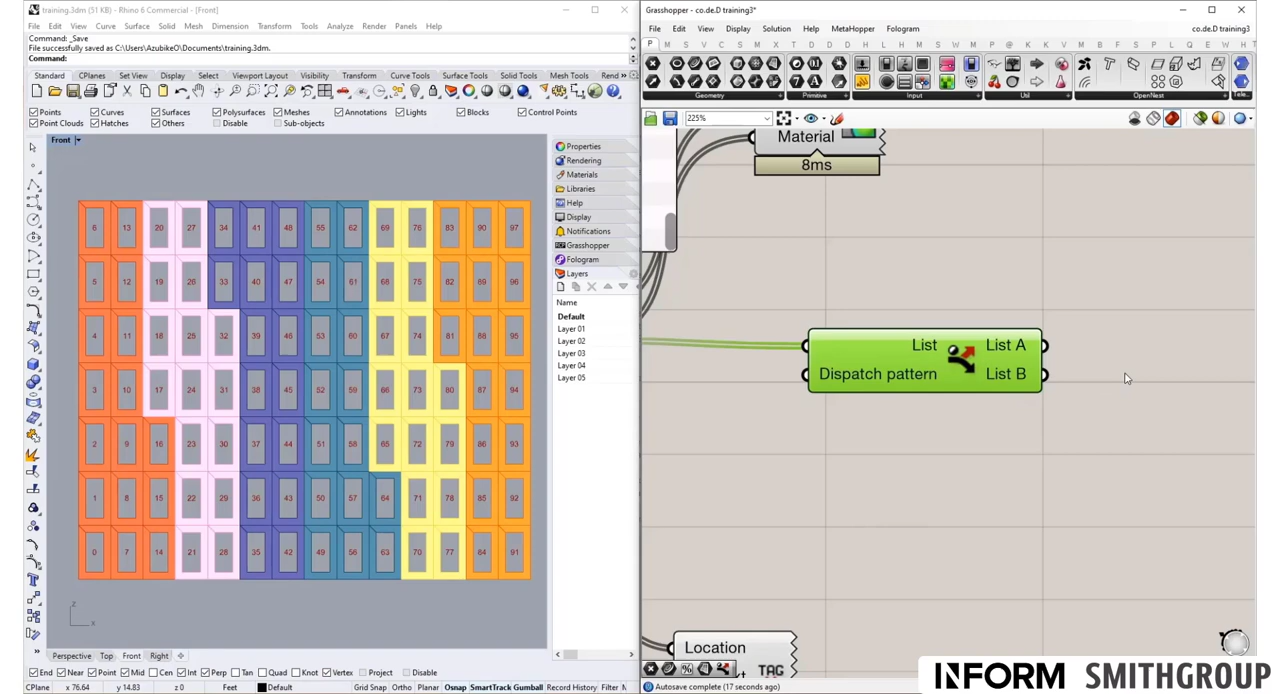 training.3dm (51 KB) - Rhino 6 Commercial - [Front]
File Edit View Curve Surface Solid Mesh Dimension Transform Tools Analyze Render Panels Help
Command: _Save
File successfully saved as C:\Users\AzubikeO\Documents\training.3dm.
Command:
Standard CPlanes Set View Display Select Viewport Layout Visibility Transform Curve Tools Surface Tools Solid Tools Mesh Tools Rend »
Points Curves Surfaces Polysurfaces Meshes Annotations Lights Blocks Control Points
Point Clouds Hatches Others Disable Sub-objects
Front
Properties
Rendering
Materials
Libraries
Help
Display
Notifications
Grasshopper
Fologram
Layers
Name
Default
Layer 01
Layer 02
Layer 03
Layer 04
Layer 05
6 13 20 27 34 41 48 55 62 69 76 83 90 97
5 12 19 26 33 40 47 54 61 68 75 82 89 96
4 11 18 25 32 39 46 53 60 67 74 81 88 95
3 10 17 24 31 38 45 52 59 66 73 80 87 94
2 9 16 23 30 37 44 51 58 65 72 79 86 93
1 8 15 22 29 36 43 50 57 64 71 78 85 92
0 7 14 21 28 35 42 49 56 63 70 77 84 91
z
x
Perspective Top Front Right
End Near Point Mid Cen Int Perp Tan Quad Knot Vertex Project Disable
CPlane x 76.64 y 14.83 z 0 Feet Default Grid Snap Ortho Planar Osnap SmartTrack Gumball Record History Filter
Grasshopper - co.de.D training3*
File Edit View Display Solution Help MetaHopper Fologram co.de.D training3*
P M S V C S M I T D D H L H M L S W M P @ K K V M B F S P L Q E W H
Geometry Primitive Input Util OpenNest Tele..
225%
Material
8ms
List List A
Dispatch pattern List B
Location
TAG
Autosave complete (17 seconds ago)
INFORM SMITHGROUP